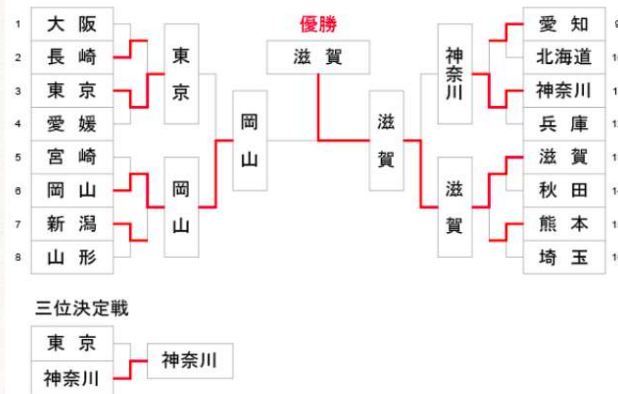 優勝
滋賀
1 大阪
2 長崎
3 東京
4 愛媛
5 宮崎
6 岡山
7 新潟
8 山形
東京
岡山
岡山
滋賀
神奈川
滋賀
愛知
北海道
神奈川
兵庫
滋賀
秋田
熊本
埼玉
三位決定戦
東京
神奈川
神奈川